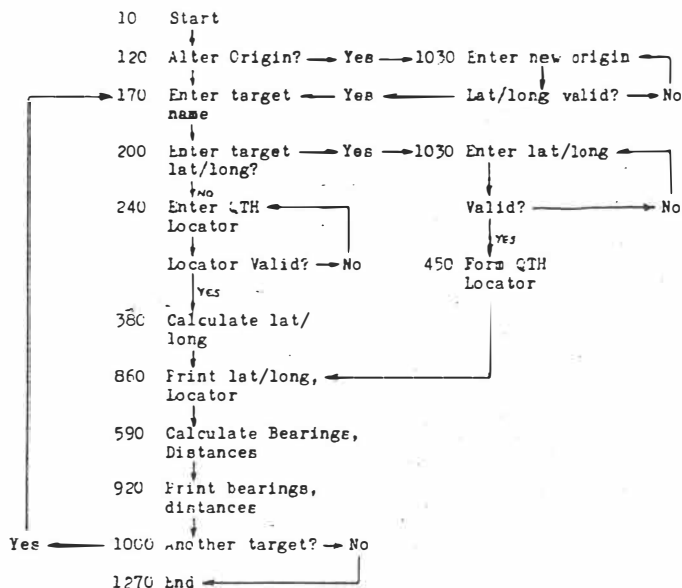 10 Start
120 Alter Origin? Yes 1030 Enter new origin
170 Enter target Yes Lat/long valid? No
name
200 Enter target Yes 1030 Enter lat/long
lat/long?
NO
240 Enter QTH Valid? No
Locator
YES
Locator Valid? No 450 Form QTH
Locator
YES
380 Calculate lat/
long
860 Print lat/long,
Locator
590 Calculate Bearings,
Distances
920 Print bearings,
distances
Yes 1000 Another target? No
1270 End